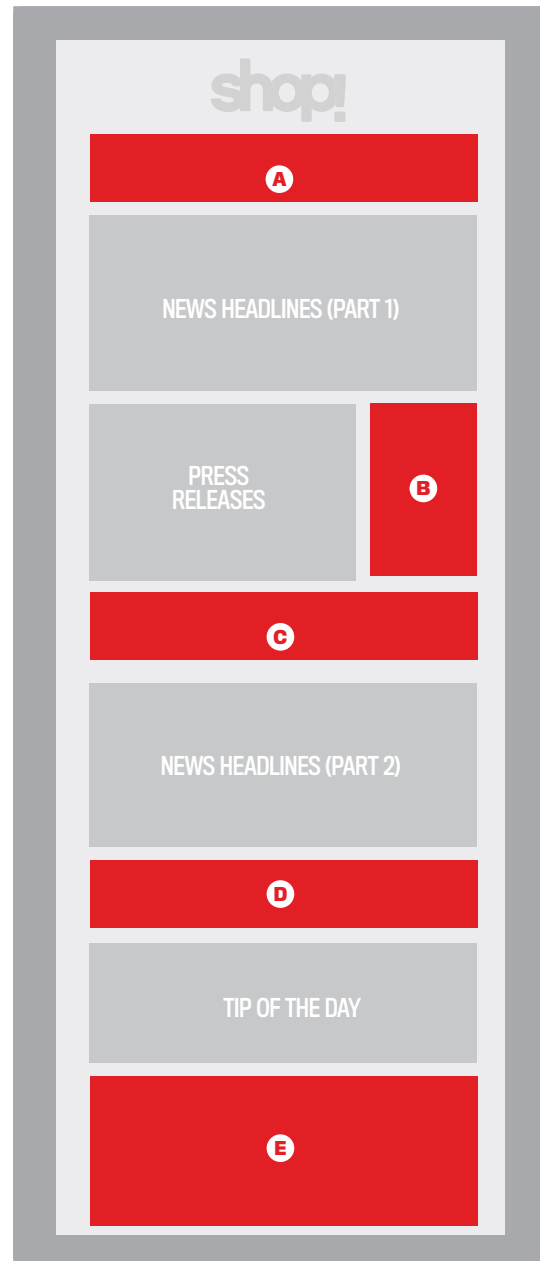 shop!
A
NEWS HEADLINES (PART 1)
PRESS
RELEASES
B
C
NEWS HEADLINES (PART 2)
D
TIP OF THE DAY
E